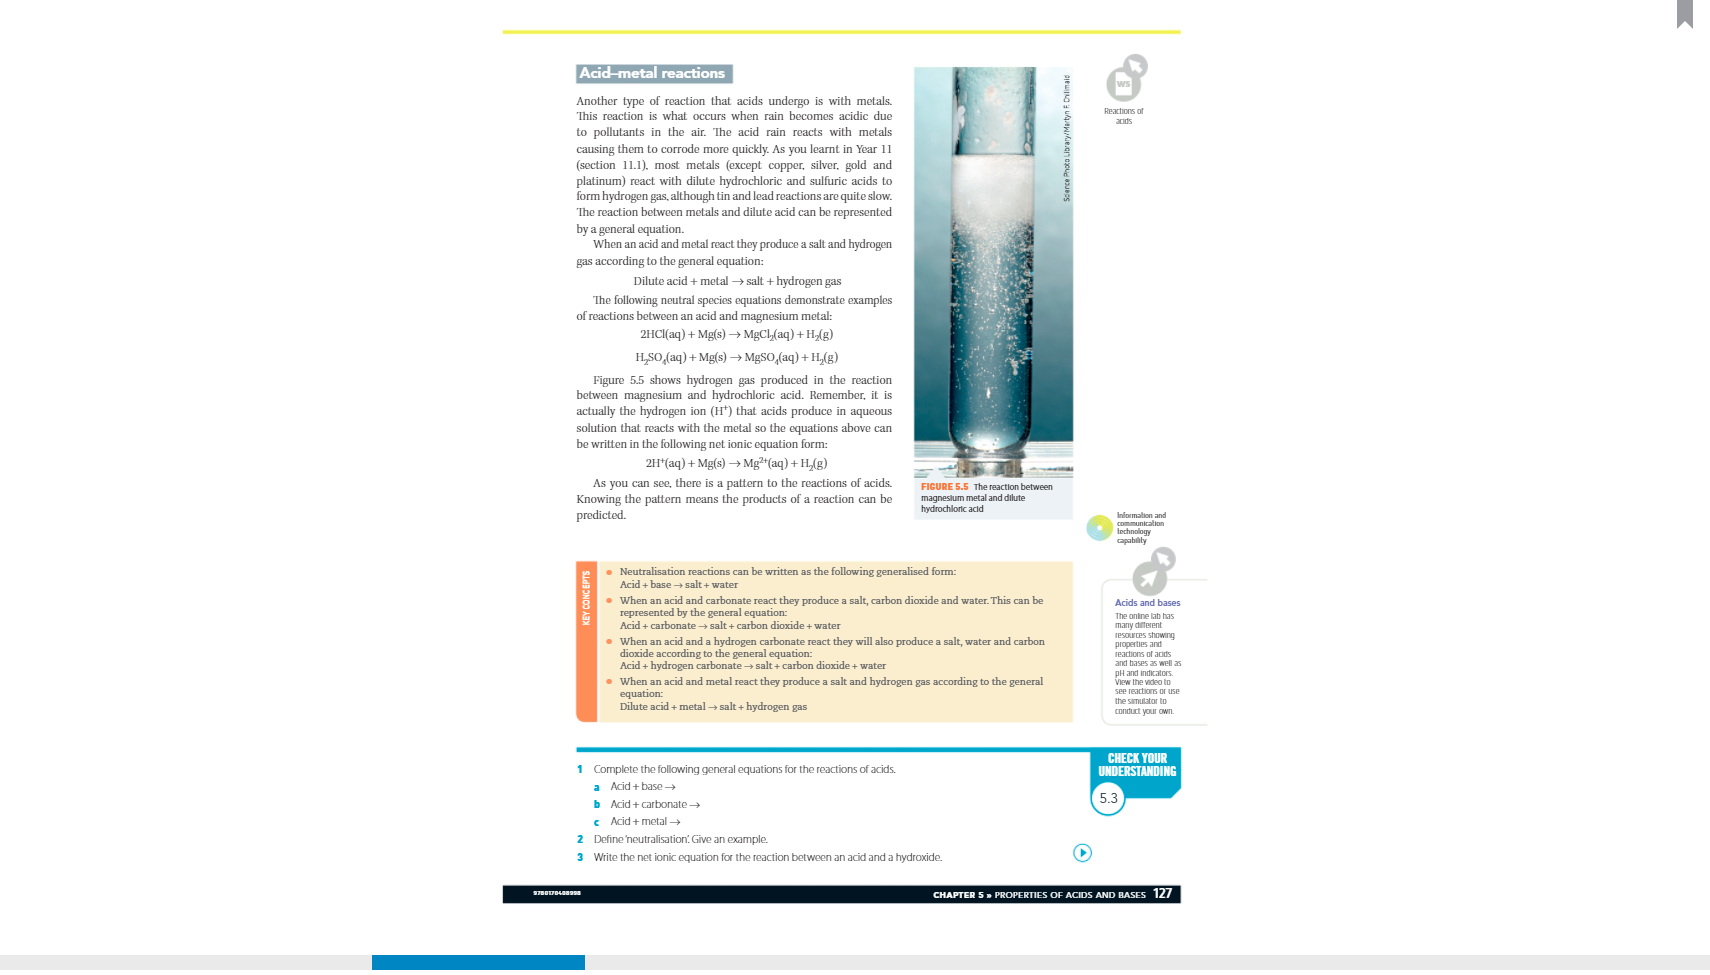 Acid–metal reactions
Another type of reaction that acids undergo is with metals.
This reaction is what occurs when rain becomes acidic due
to pollutants in the air. The acid rain reacts with metals
causing them to corrode more quickly. As you learnt in Year 11
(section 11.1), most metals (except copper, silver, gold and
platinum) react with dilute hydrochloric and sulfuric acids to
form hydrogen gas, although tin and lead reactions are quite slow.
The reaction between metals and dilute acid can be represented
by a general equation.
When an acid and metal react they produce a salt and hydrogen
gas according to the general equation:
Dilute acid + metal → salt + hydrogen gas
The following neutral species equations demonstrate examples
of reactions between an acid and magnesium metal:
2HCl(aq) + Mg(s) → MgCl₂(aq) + H₂(g)
H₂SO₄(aq) + Mg(s) → MgSO₄(aq) + H₂(g)
Figure 5.5 shows hydrogen gas produced in the reaction
between magnesium and hydrochloric acid. Remember, it is
actually the hydrogen ion (H⁺) that acids produce in aqueous
solution that reacts with the metal so the equations above can
be written in the following net ionic equation form:
2H⁺(aq) + Mg(s) → Mg²⁺(aq) + H₂(g)
As you can see, there is a pattern to the reactions of acids.
Knowing the pattern means the products of a reaction can be
predicted.
Science Photo Library/Martyn F. Chillmaid
FIGURE 5.5 The reaction between
magnesium metal and dilute
hydrochloric acid
WS
Reactions of
acids
Information and
communication
technology
capability
KEY CONCEPTS
● Neutralisation reactions can be written as the following generalised form:
Acid + base → salt + water
● When an acid and carbonate react they produce a salt, carbon dioxide and water. This can be
represented by the general equation:
Acid + carbonate → salt + carbon dioxide + water
● When an acid and a hydrogen carbonate react they will also produce a salt, water and carbon
dioxide according to the general equation:
Acid + hydrogen carbonate → salt + carbon dioxide + water
● When an acid and metal react they produce a salt and hydrogen gas according to the general
equation:
Dilute acid + metal → salt + hydrogen gas
Acids and bases
The online lab has
many different
resources showing
properties and
reactions of acids
and bases as well as
pH and indicators.
View the video to
see reactions or use
the simulator to
conduct your own.
CHECK YOUR
UNDERSTANDING
5.3
1 Complete the following general equations for the reactions of acids.
a Acid + base →
b Acid + carbonate →
c Acid + metal →
2 Define 'neutralisation'. Give an example.
3 Write the net ionic equation for the reaction between an acid and a hydroxide.
CHAPTER 5 » PROPERTIES OF ACIDS AND BASES 127